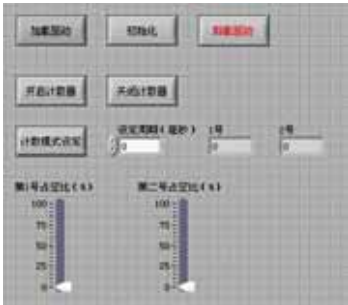 加载驱动 初始化 卸载驱动
开启计数器 关闭计数器
计数模式设定 设定周期(毫秒) 1号 2号
0 0 0
第1号占空比(%) 第二号占空比(%)
100 100
75 75
50 50
25 25
0 0